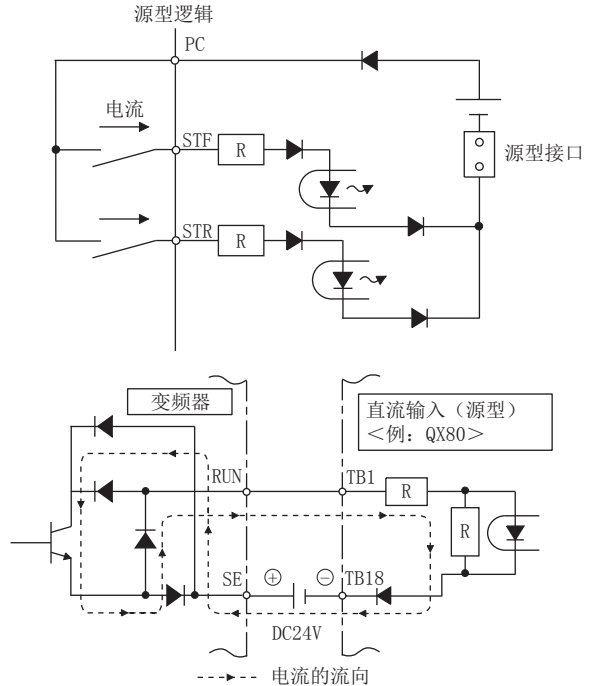 源型逻辑
PC
电流
STF
R
源型接口
STR
R
变频器
直流输入（源型）
<例：QX80>
RUN
TB1
R
R
SE
+
-
TB18
DC24V
电流的流向